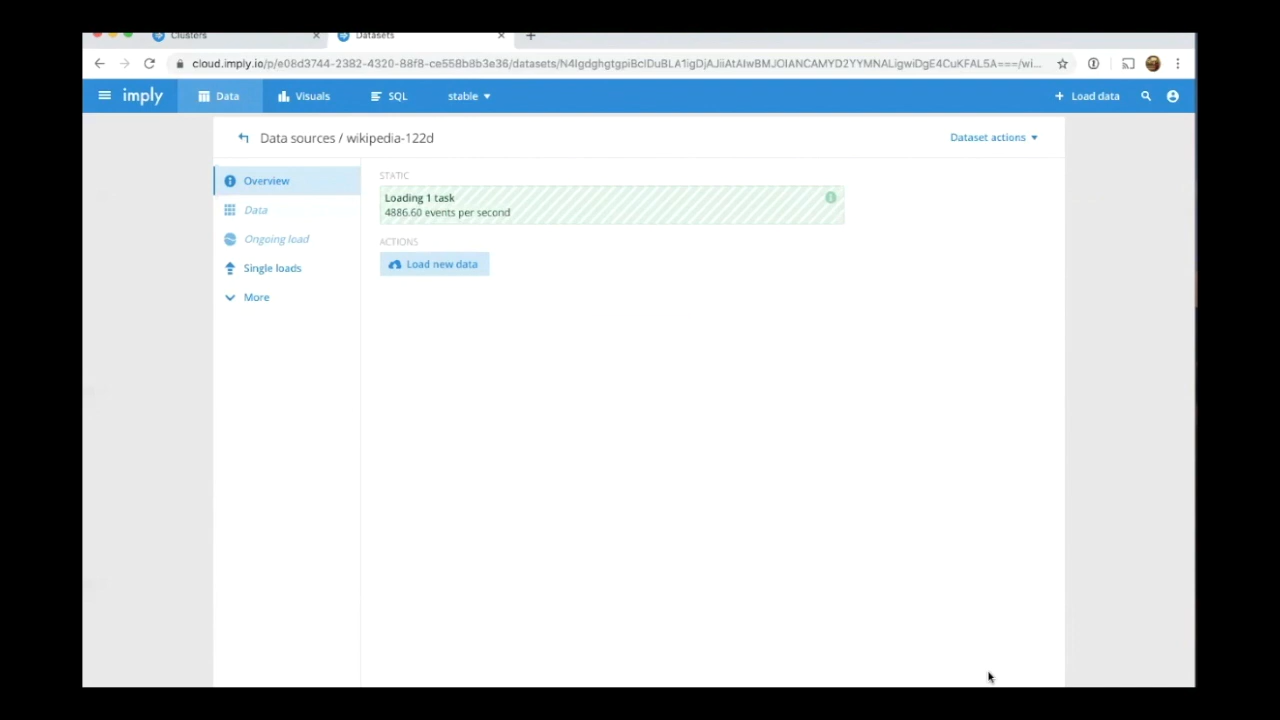 Clusters
Datasets
cloud.imply.io/p/e08d3744-2382-4320-88f8-ce558b8b3e36/datasets/
imply
Data
Visuals
SQL
stable
Load data
Data sources / wikipedia-122d
Dataset actions
Overview
Data
Ongoing load
Single loads
More
STATIC
Loading 1 task
4886.60 events per second
ACTIONS
Load new data